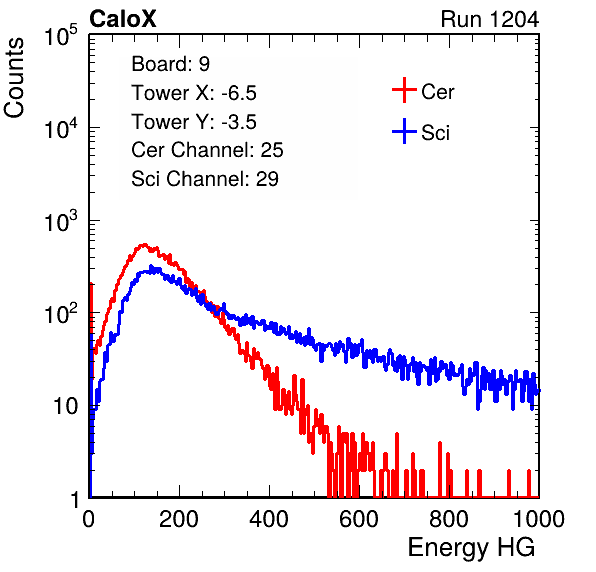 CaloX Run 1204
Counts
Board: 9
Tower X: -6.5
Tower Y: -3.5
Cer Channel: 25
Sci Channel: 29
Cer
Sci
10^5
10^4
10^3
10^2
10
1
0 200 400 600 800 1000
Energy HG